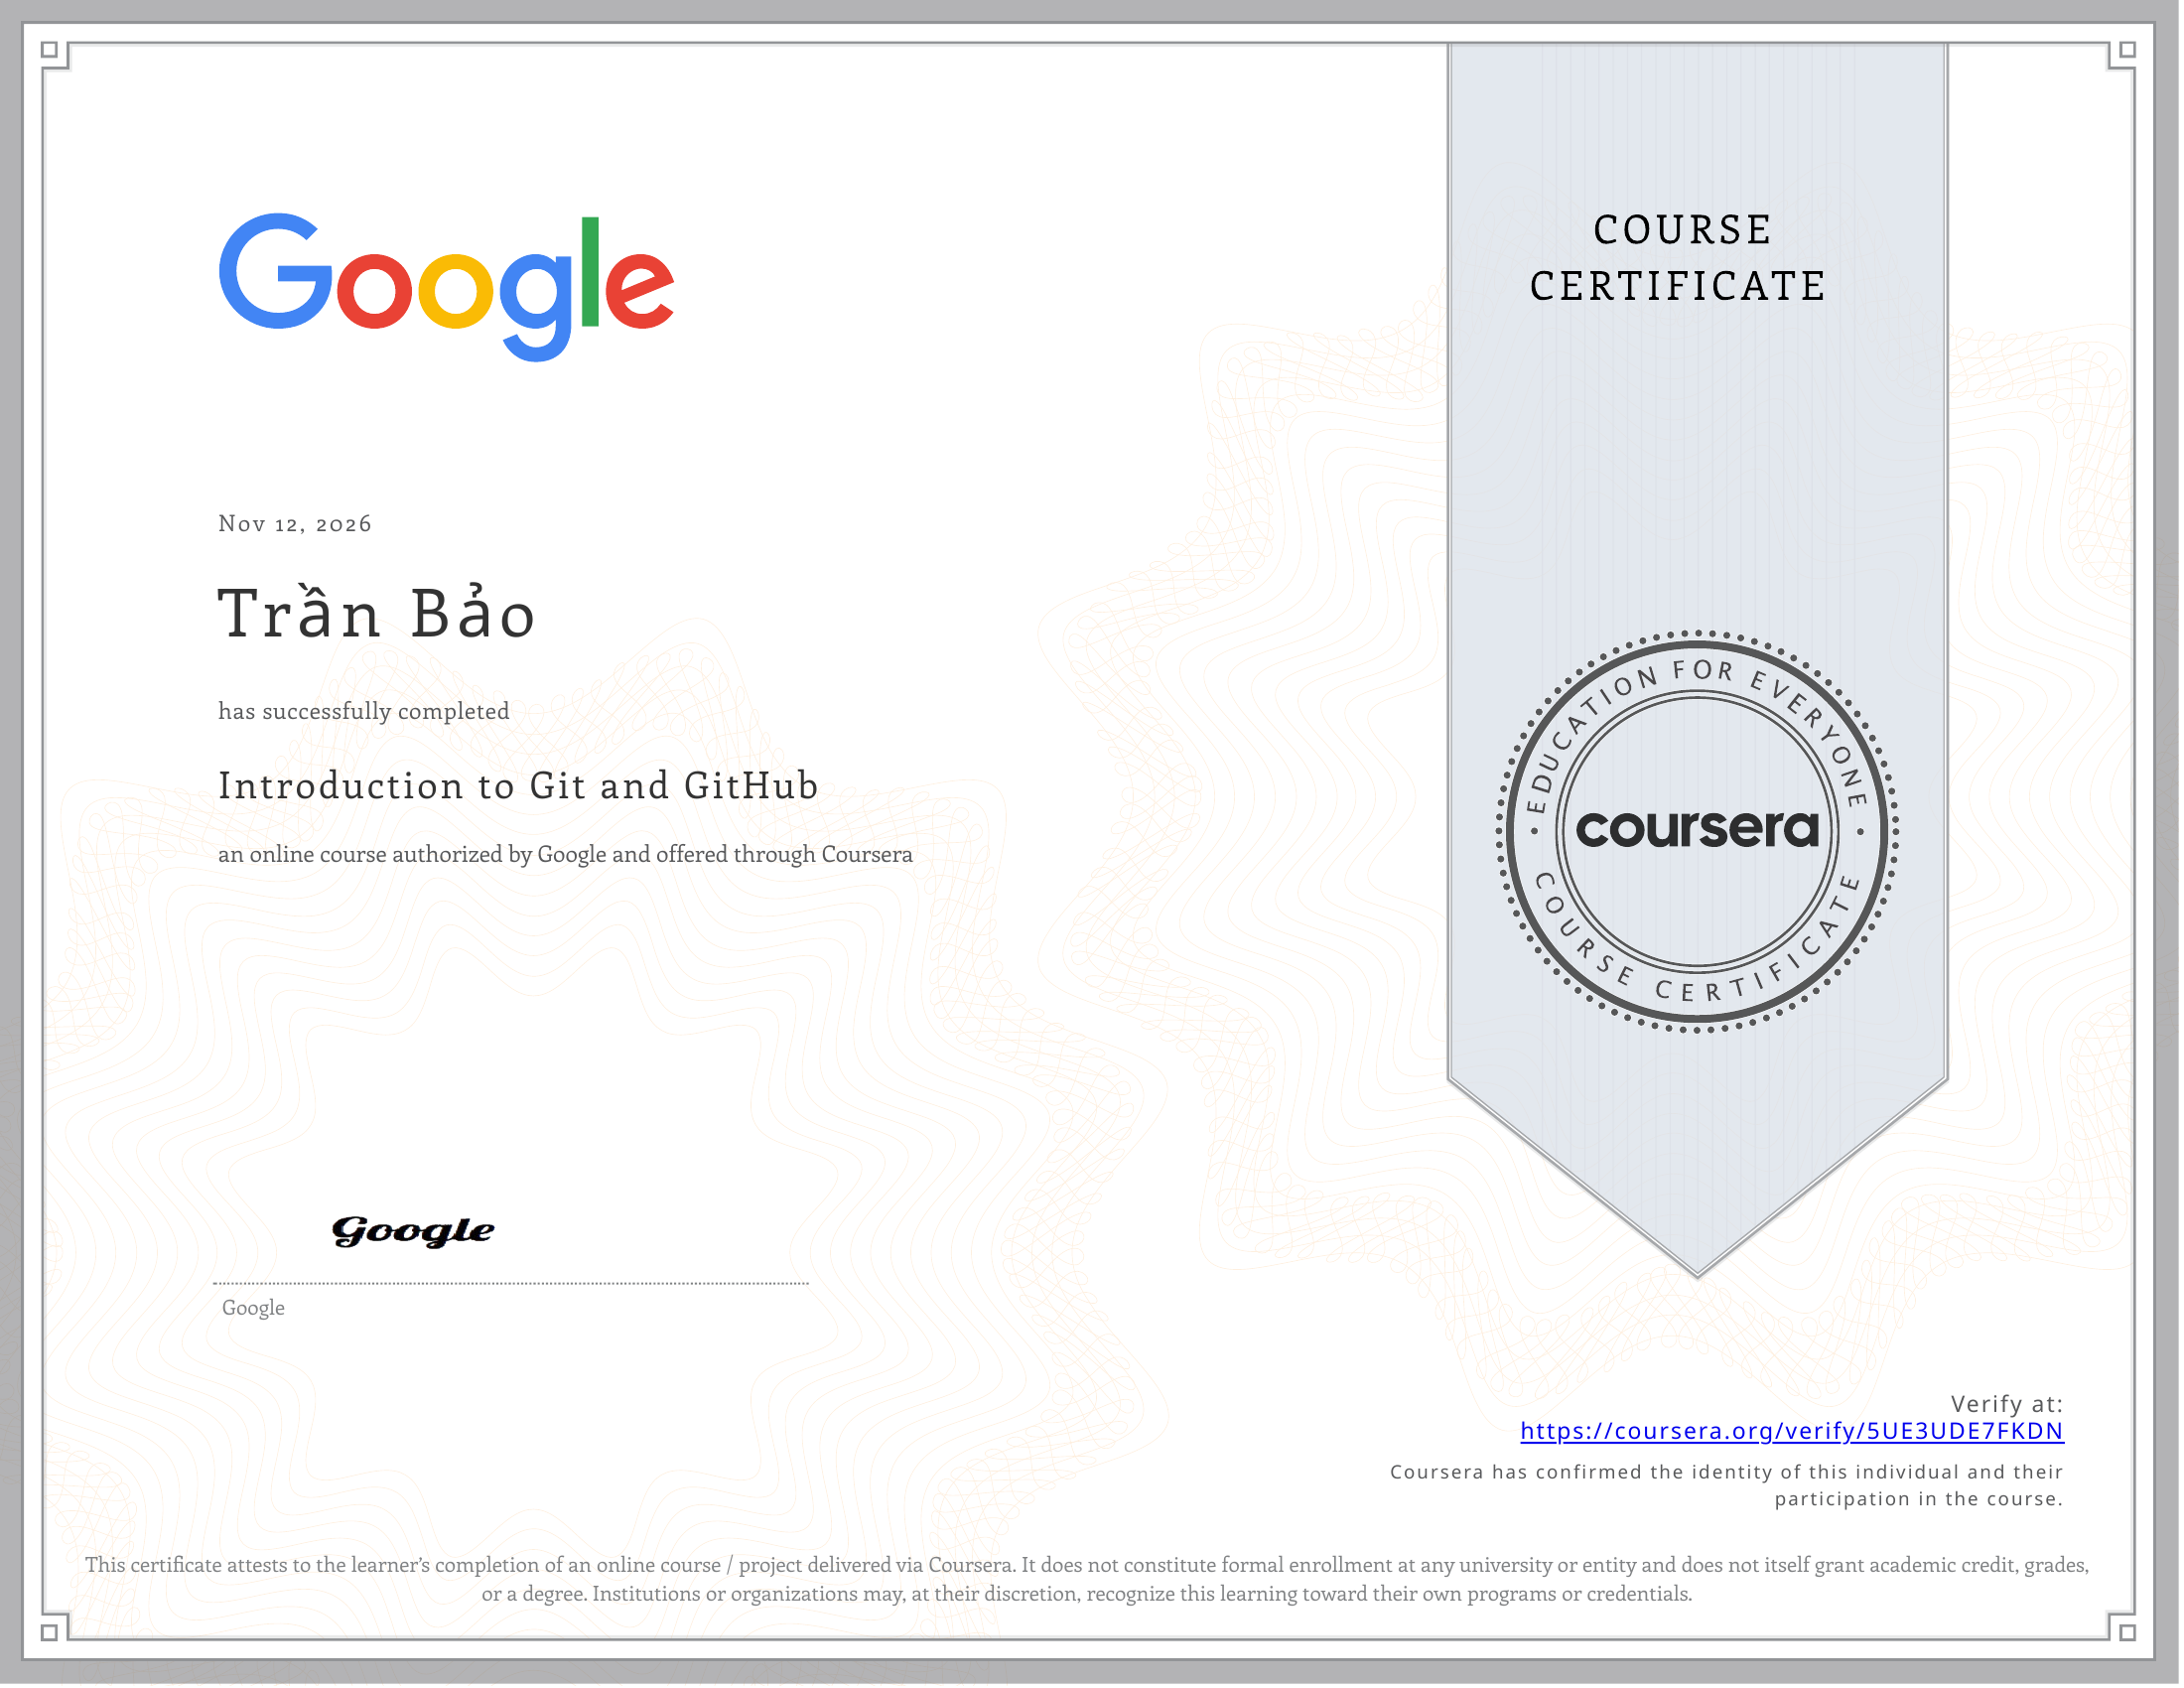 Google
COURSE
CERTIFICATE
Nov 12, 2026
Trần Bảo
has successfully completed
Introduction to Git and GitHub
an online course authorized by Google and offered through Coursera
EDUCATION FOR EVERYONE
coursera
COURSE CERTIFICATE
Google
Google
Verify at:
https://coursera.org/verify/5UE3UDE7FKDN
Coursera has confirmed the identity of this individual and their
participation in the course.
This certificate attests to the learner's completion of an online course / project delivered via Coursera. It does not constitute formal enrollment at any university or entity and does not itself grant academic credit, grades,
or a degree. Institutions or organizations may, at their discretion, recognize this learning toward their own programs or credentials.